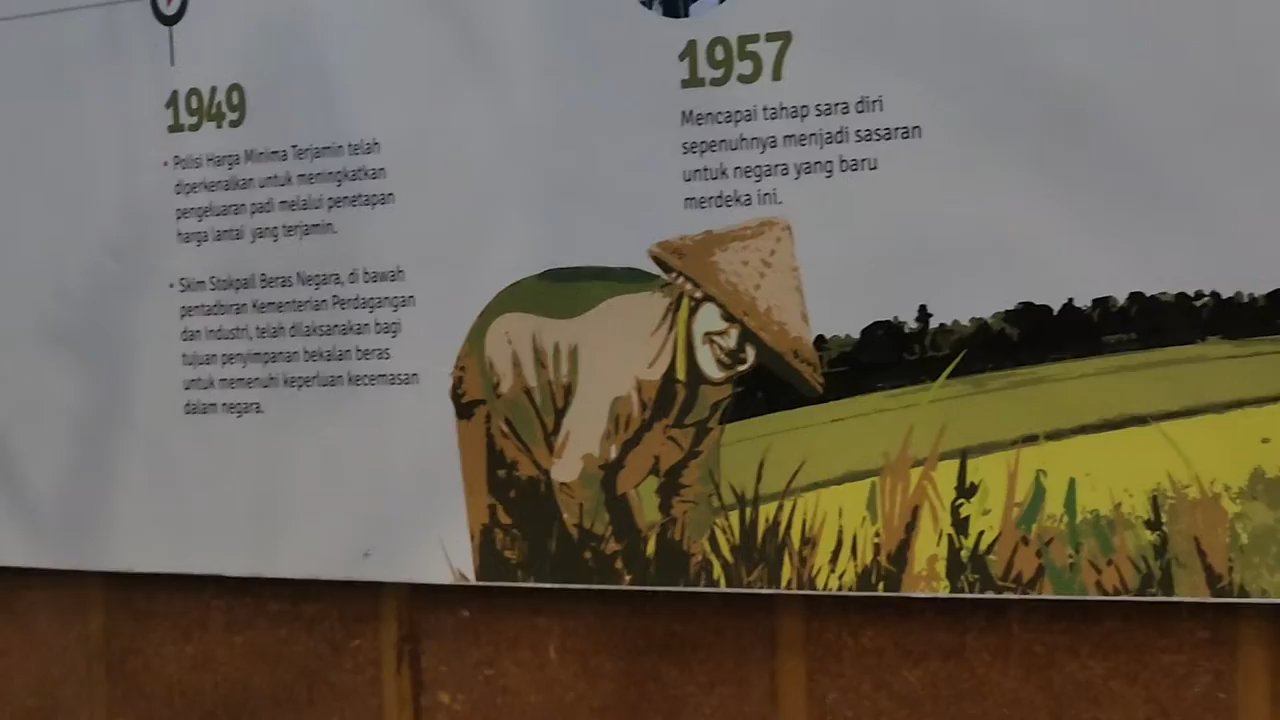 1949
• Polisi Harga Minima Terjamin telah
diperkenalkan untuk meningkatkan
pengeluaran padi melalui penetapan
harga lantai yang terjamin.
• Skim Stokpail Beras Negara, di bawah
pentadbiran Kementerian Perdagangan
dan Industri, telah dilaksanakan bagi
tujuan penyimpanan bekalan beras
untuk memenuhi keperluan kecemasan
dalam negara.
1957
Mencapai tahap sara diri
sepenuhnya menjadi sasaran
untuk negara yang baru
merdeka ini.